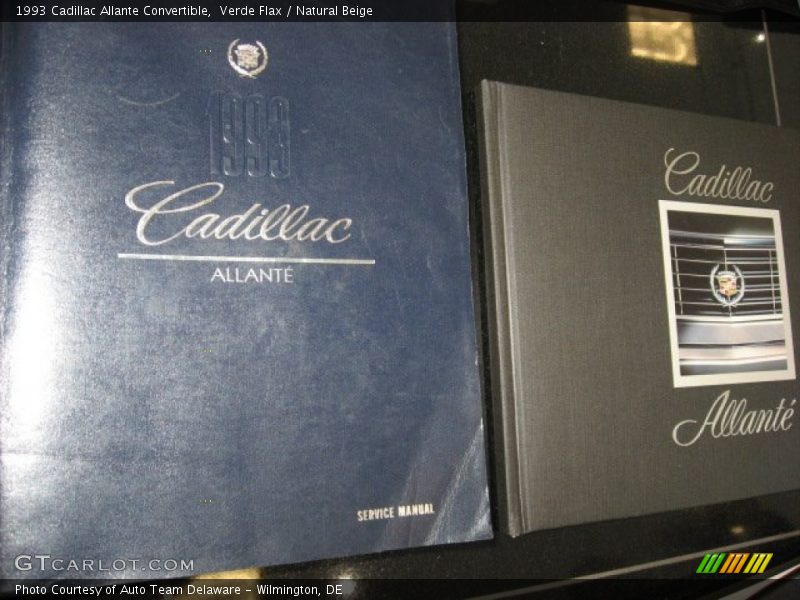 1993 Cadillac Allante Convertible,  Verde Flax / Natural Beige
1993
Cadillac
ALLANTÉ
SERVICE MANUAL
Cadillac
Allanté
GTCARLOT.COM
Photo Courtesy of Auto Team Delaware - Wilmington, DE